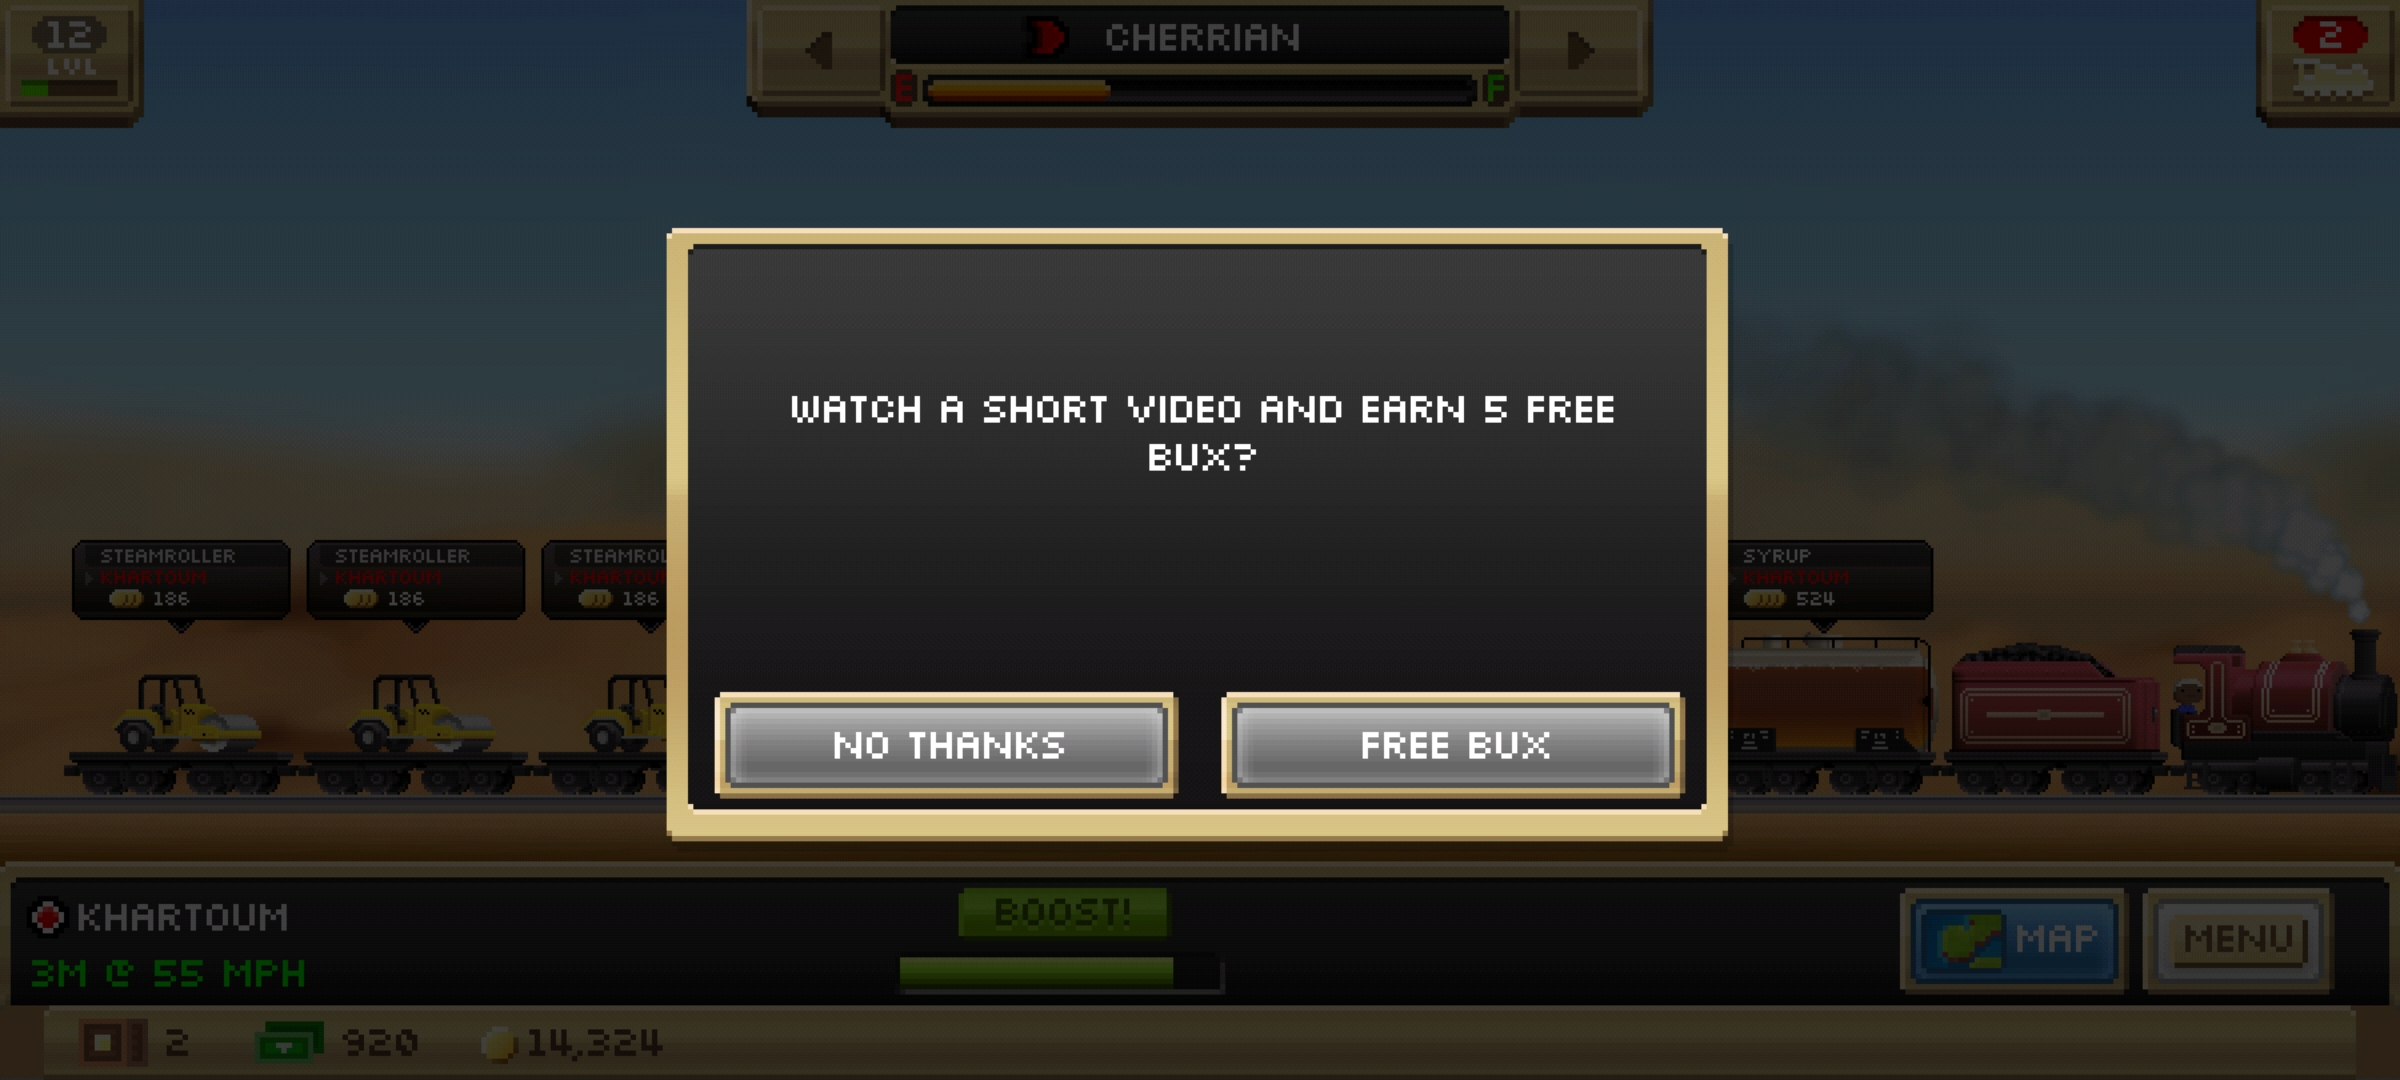 12
LVL
CHERRIAN
E F
2
WATCH A SHORT VIDEO AND EARN 5 FREE
BUX?
STEAMROLLER
KHARTOUM
186
STEAMROLLER
KHARTOUM
186
STEAMROL
KHARTOU
186
SYRUP
KHARTOUM
524
NO THANKS
FREE BUX
KHARTOUM
3M @ 55 MPH
BOOST!
MAP
MENU
2
920
14,324